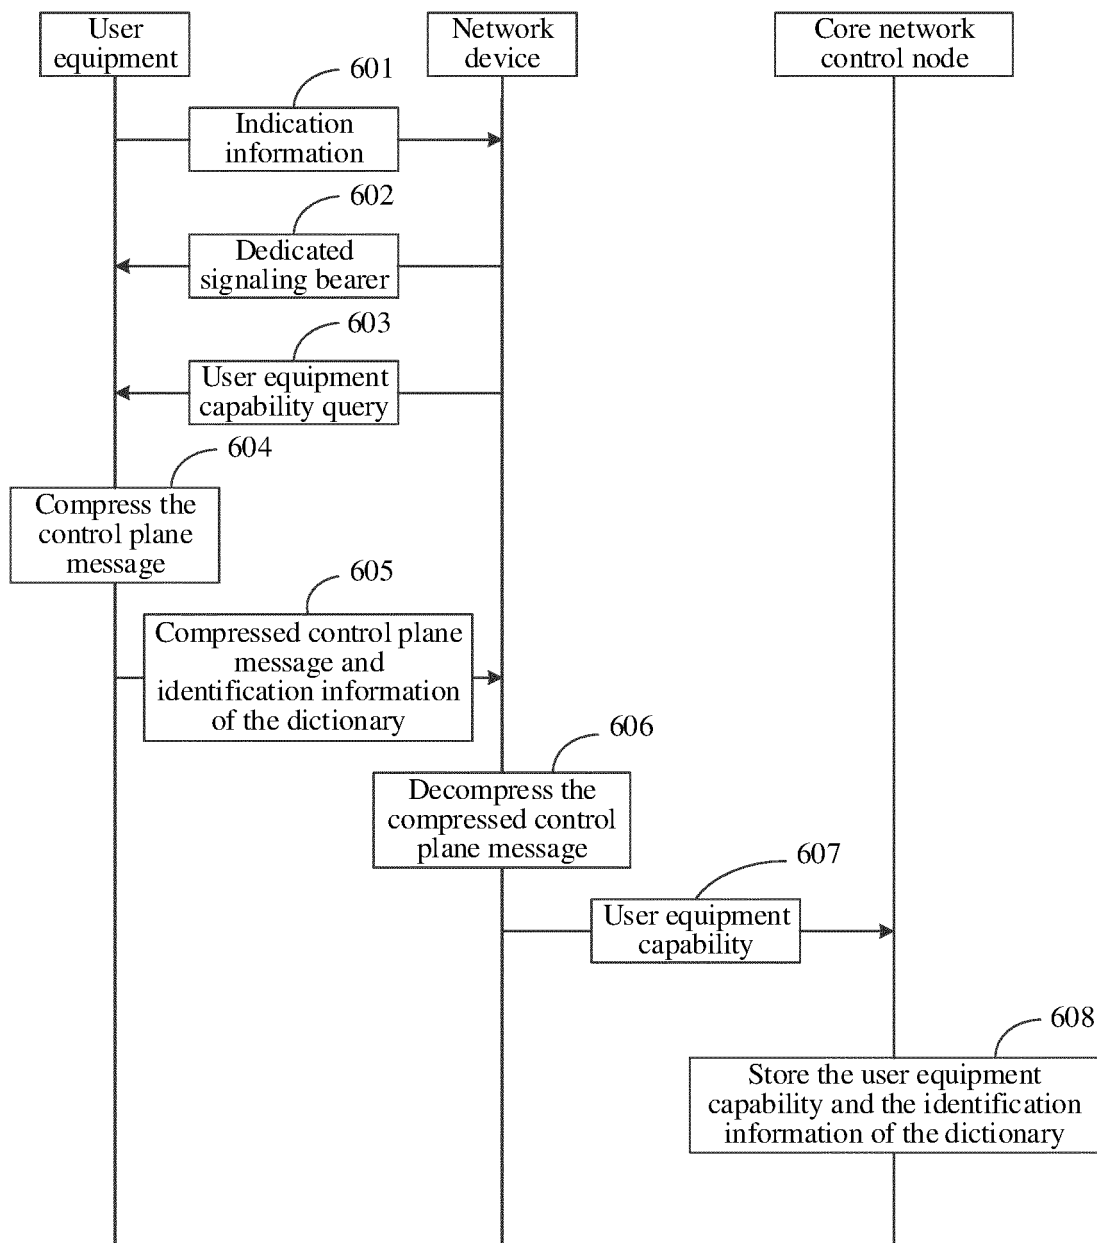 User
equipment
Network
device
Core network
control node
601
Indication
information
602
Dedicated
signaling bearer
603
User equipment
capability query
604
Compress the
control plane
message
605
Compressed control plane
message and
identification information
of the dictionary
606
Decompress the
compressed control
plane message
607
User equipment
capability
608
Store the user equipment
capability and the identification
information of the dictionary